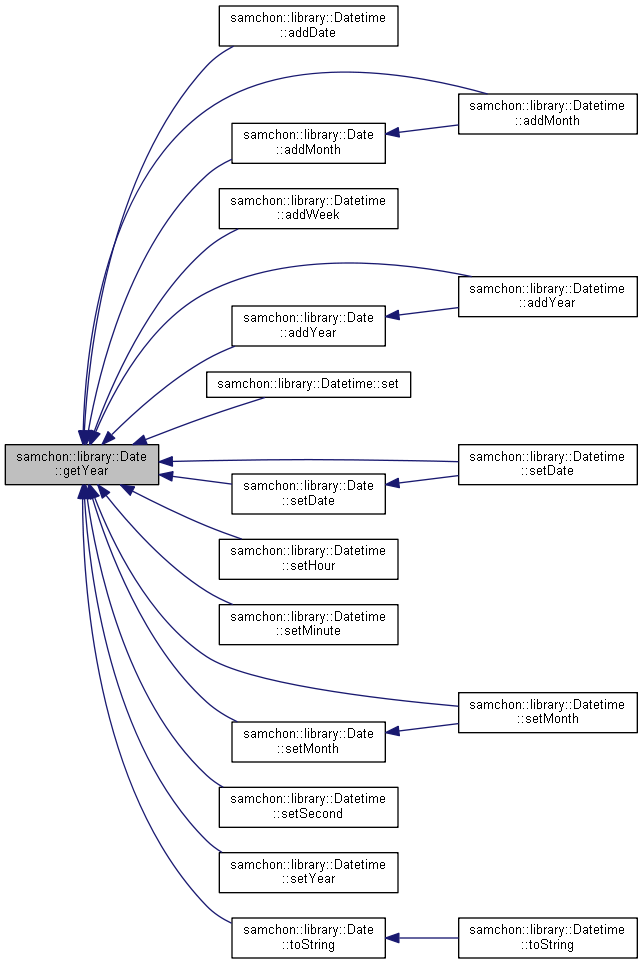 samchon::library::Datetime
::addDate
samchon::library::Datetime
::addMonth
samchon::library::Date
::addMonth
samchon::library::Datetime
::addWeek
samchon::library::Datetime
::addYear
samchon::library::Date
::addYear
samchon::library::Datetime::set
samchon::library::Date
::getYear
samchon::library::Datetime
::setDate
samchon::library::Date
::setDate
samchon::library::Datetime
::setHour
samchon::library::Datetime
::setMinute
samchon::library::Datetime
::setMonth
samchon::library::Date
::setMonth
samchon::library::Datetime
::setSecond
samchon::library::Datetime
::setYear
samchon::library::Date
::toString
samchon::library::Datetime
::toString